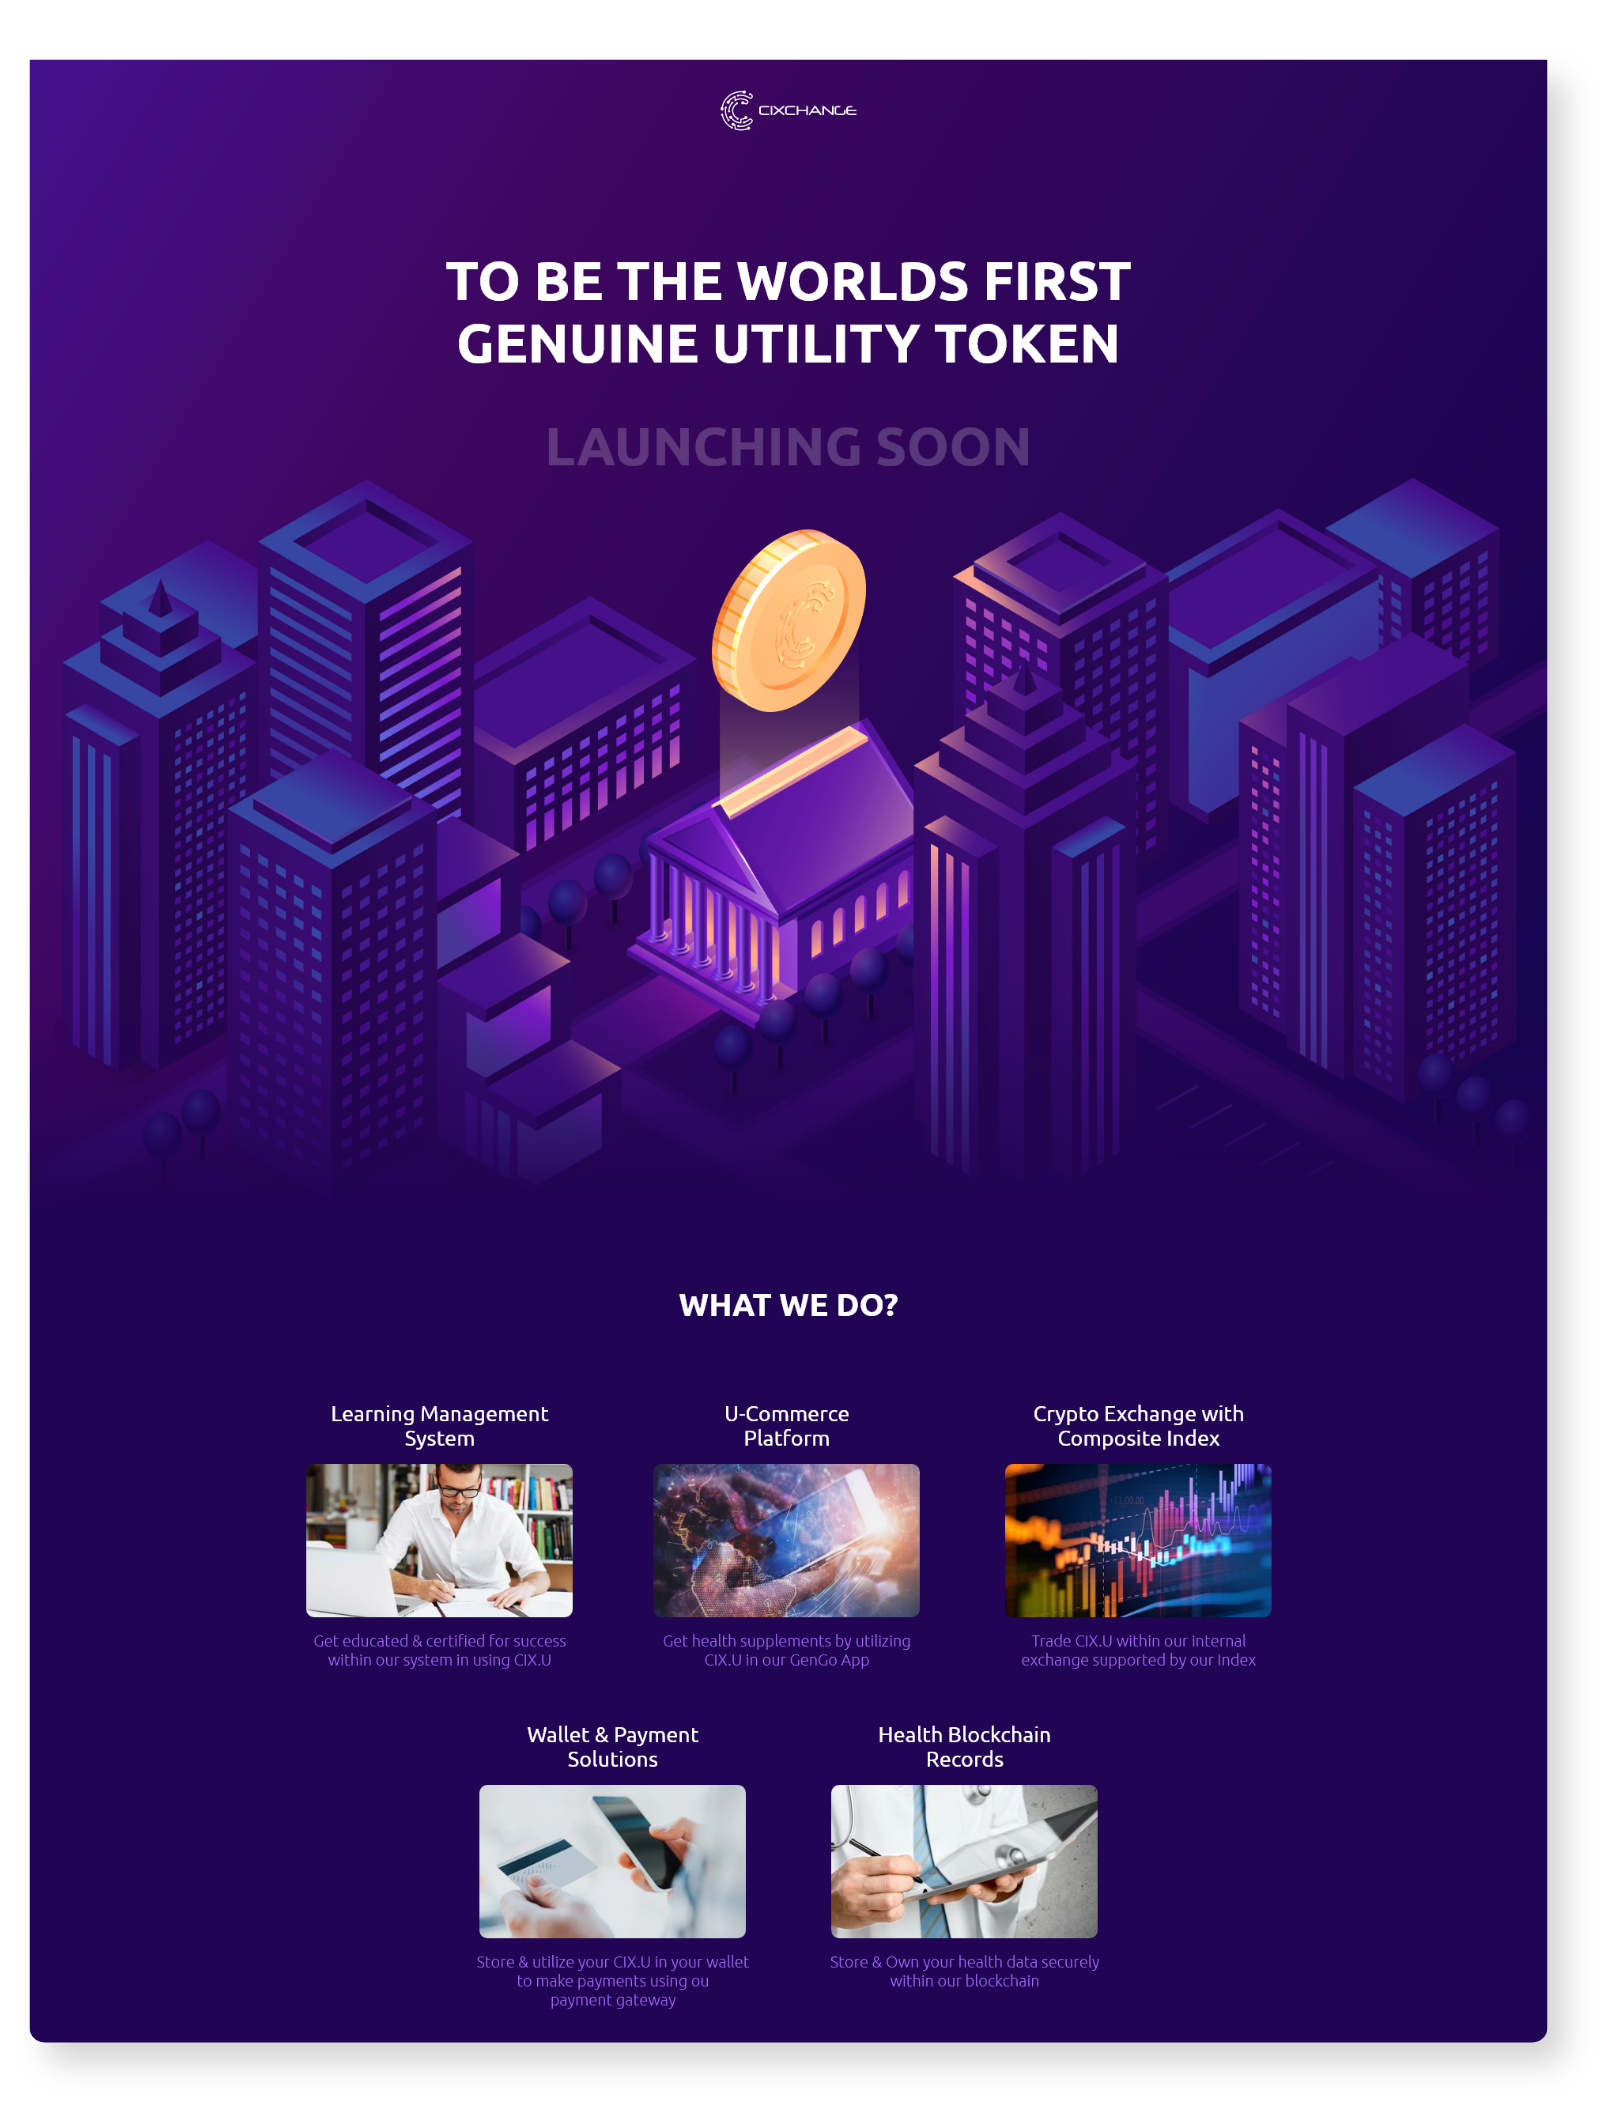 CIXCHANGE
TO BE THE WORLDS FIRST
GENUINE UTILITY TOKEN
LAUNCHING SOON
WHAT WE DO?
Learning Management
System
Get educated & certified for success
within our system in using CIX.U
U-Commerce
Platform
Get health supplements by utilizing
CIX.U in our GenGo App
Crypto Exchange with
Composite Index
11,00.00
Trade CIX.U within our internal
exchange supported by our Index
Wallet & Payment
Solutions
Store & utilize your CIX.U in your wallet
to make payments using ou
payment gateway
Health Blockchain
Records
Store & Own your health data securely
within our blockchain